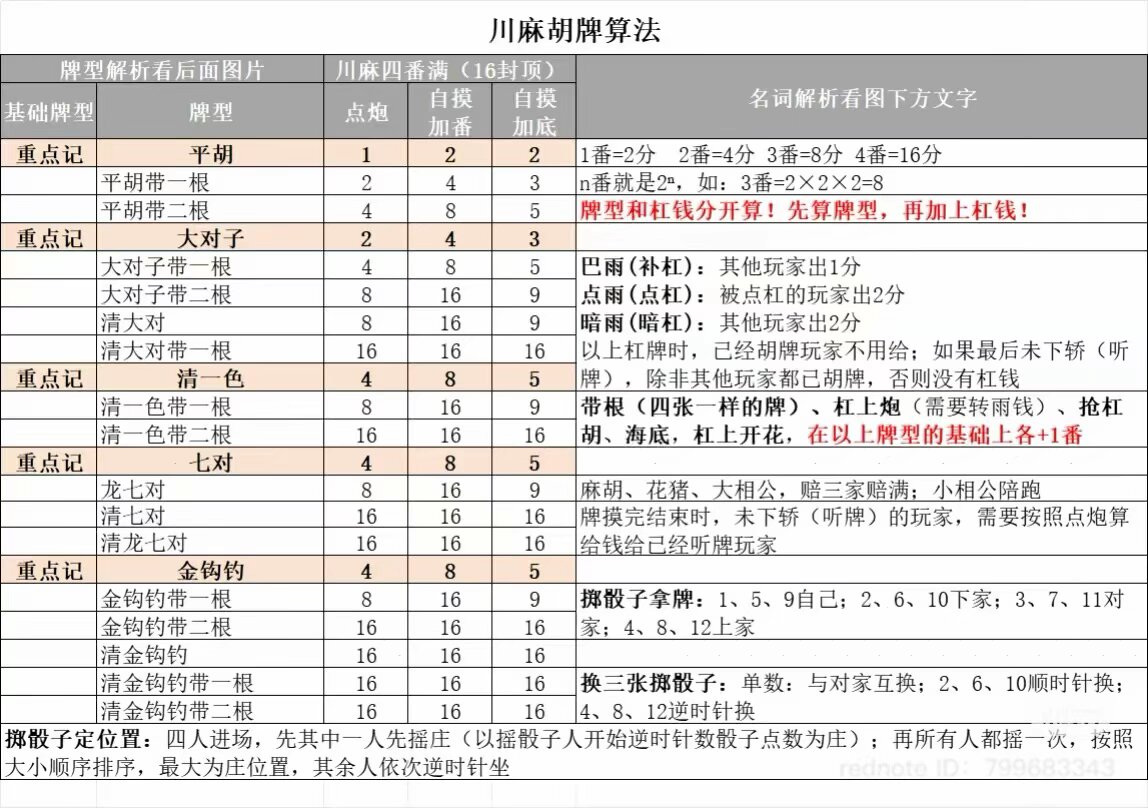 川麻胡牌算法
牌型解析看后面图片 川麻四番满（16封顶） 名词解析看图下方文字
基础牌型 牌型 点炮 自摸加番 自摸加底
重点记 平胡 1 2 2 1番=2分 2番=4分 3番=8分 4番=16分
平胡带一根 2 4 3 n番就是2ⁿ，如：3番=2×2×2=8
平胡带二根 4 8 5 牌型和杠钱分开算！先算牌型，再加上杠钱！
重点记 大对子 2 4 3
大对子带一根 4 8 5 巴雨(补杠)：其他玩家出1分
大对子带二根 8 16 9 点雨(点杠)：被点杠的玩家出2分
清大对 8 16 9 暗雨(暗杠)：其他玩家出2分
清大对带一根 16 16 16 以上杠牌时，已经胡牌玩家不用给；如果最后未下轿（听
重点记 清一色 4 8 5 牌），除非其他玩家都已胡牌，否则没有杠钱
清一色带一根 8 16 9 带根（四张一样的牌）、杠上炮（需要转雨钱）、抢杠
清一色带二根 16 16 16 胡、海底，杠上开花，在以上牌型的基础上各+1番
重点记 七对 4 8 5
龙七对 8 16 9 麻胡、花猪、大相公，赔三家赔满；小相公陪跑
清七对 16 16 16 牌摸完结束时，未下轿（听牌）的玩家，需要按照点炮算
清龙七对 16 16 16 给钱给已经听牌玩家
重点记 金钩钓 4 8 5
金钩钓带一根 8 16 9 掷骰子拿牌：1、5、9自己；2、6、10下家；3、7、11对
金钩钓带二根 16 16 16 家；4、8、12上家
清金钩钓 16 16 16
清金钩钓带一根 16 16 16 换三张掷骰子：单数：与对家互换；2、6、10顺时针换；
清金钩钓带二根 16 16 16 4、8、12逆时针换
掷骰子定位置：四人进场，先其中一人先摇庄（以摇骰子人开始逆时针数骰子点数为庄）；再所有人都摇一次，按照
大小顺序排序，最大为庄位置，其余人依次逆时针坐
rednote ID: 799683343